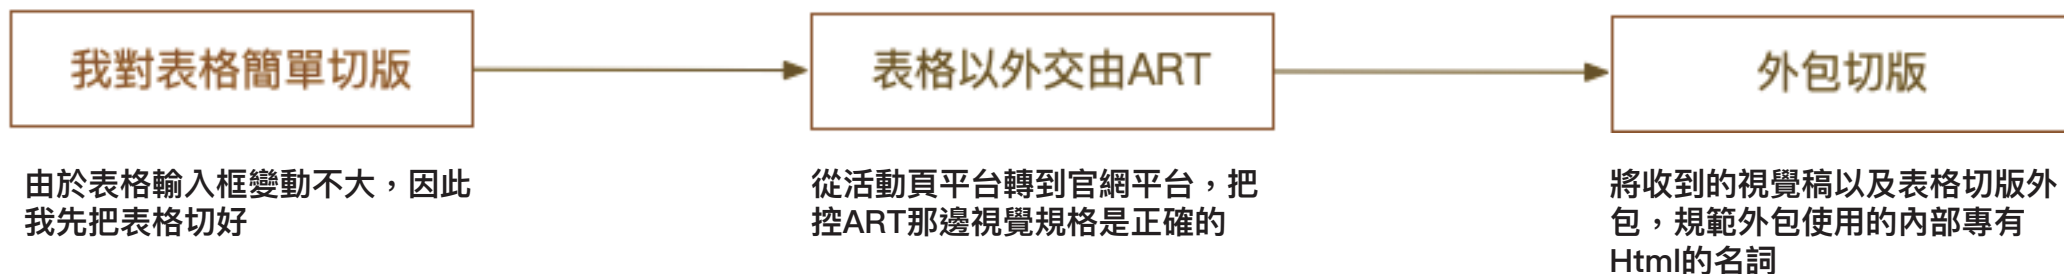 我對表格簡單切版
表格以外交由ART
外包切版
由於表格輸入框變動不大，因此
我先把表格切好
從活動頁平台轉到官網平台，把
控ART那邊視覺規格是正確的
將收到的視覺稿以及表格切版外
包，規範外包使用的內部專有
Html的名詞